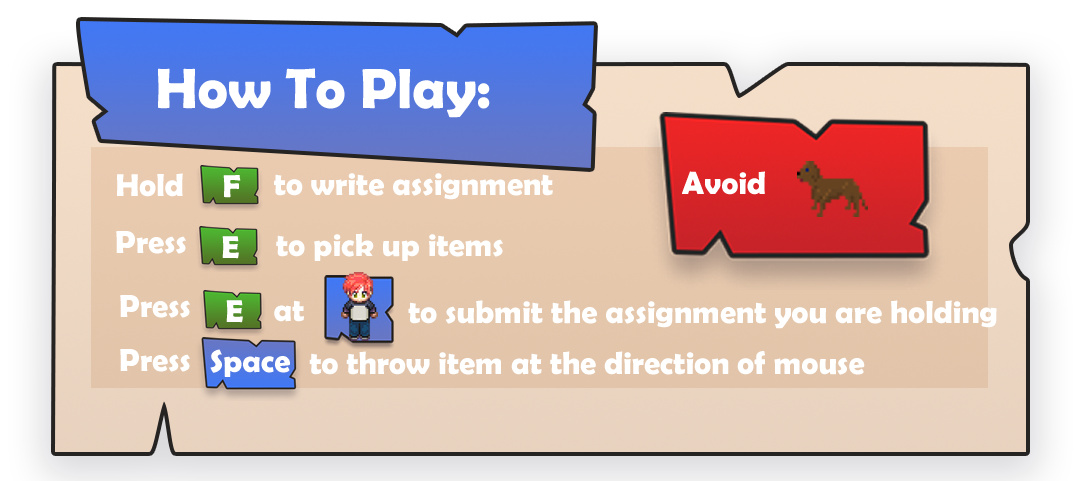 How To Play:
Avoid
Hold F to write assignment
Press E to pick up items
Press E at to submit the assignment you are holding
Press Space to throw item at the direction of mouse